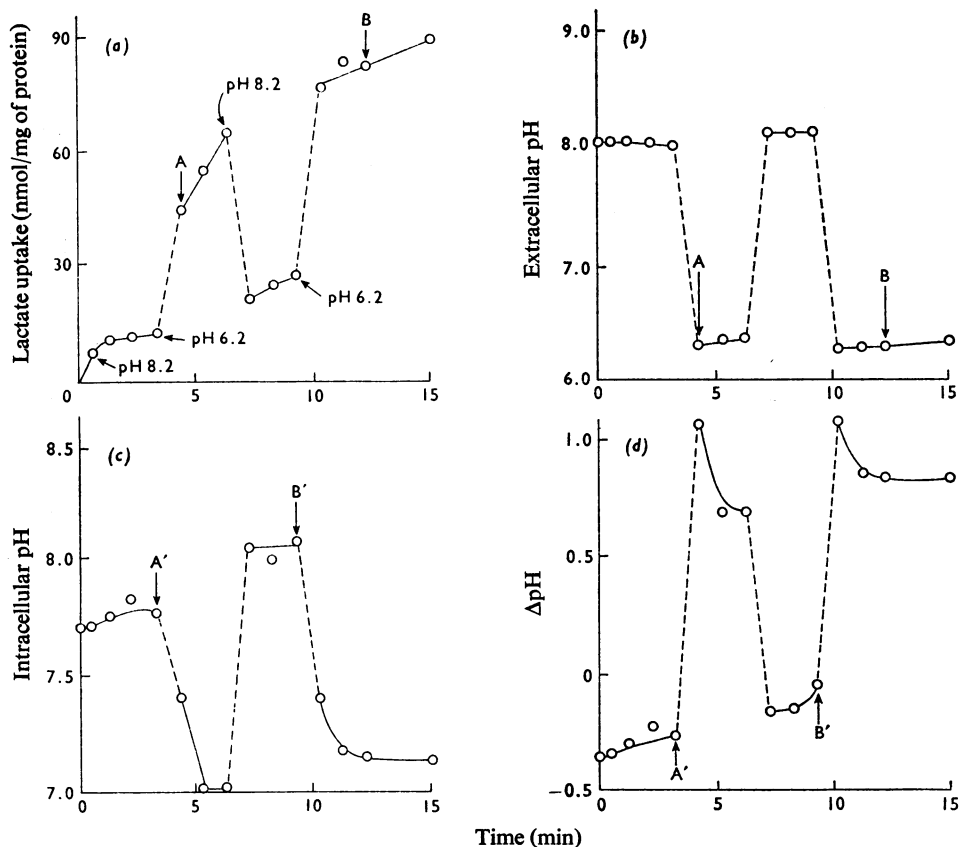 (a)
Lactate uptake (nmol/mg of protein)
90
60
30
0
5
10
15
pH 8.2
pH 6.2
A
pH 8.2
pH 6.2
B
(b)
Extracellular pH
8.0
7.0
6.0
0
5
10
15
A
B
(c)
Intracellular pH
8.5
8.0
7.5
7.0
0
5
10
15
A′
B′
(d)
ΔpH
1.0
0.5
0
−0.5
0
5
10
15
A′
B′
Time (min)